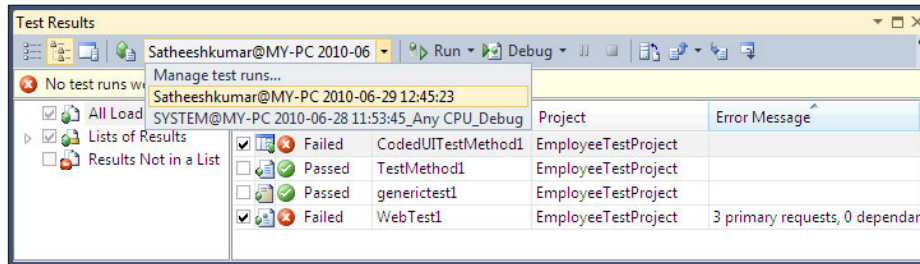 Test Results
Satheeshkumar@MY-PC 2010-06 Run Debug
No test runs
Manage test runs...
Satheeshkumar@MY-PC 2010-06-29 12:45:23
SYSTEM@MY-PC 2010-06-28 11:53:45_Any CPU_Debug
All Load
Lists of Results
Results Not in a List
Project Error Message
Failed CodedUITestMethod1 EmployeeTestProject
Passed TestMethod1 EmployeeTestProject
Passed generictest1 EmployeeTestProject
Failed WebTest1 EmployeeTestProject 3 primary requests, 0 dependar